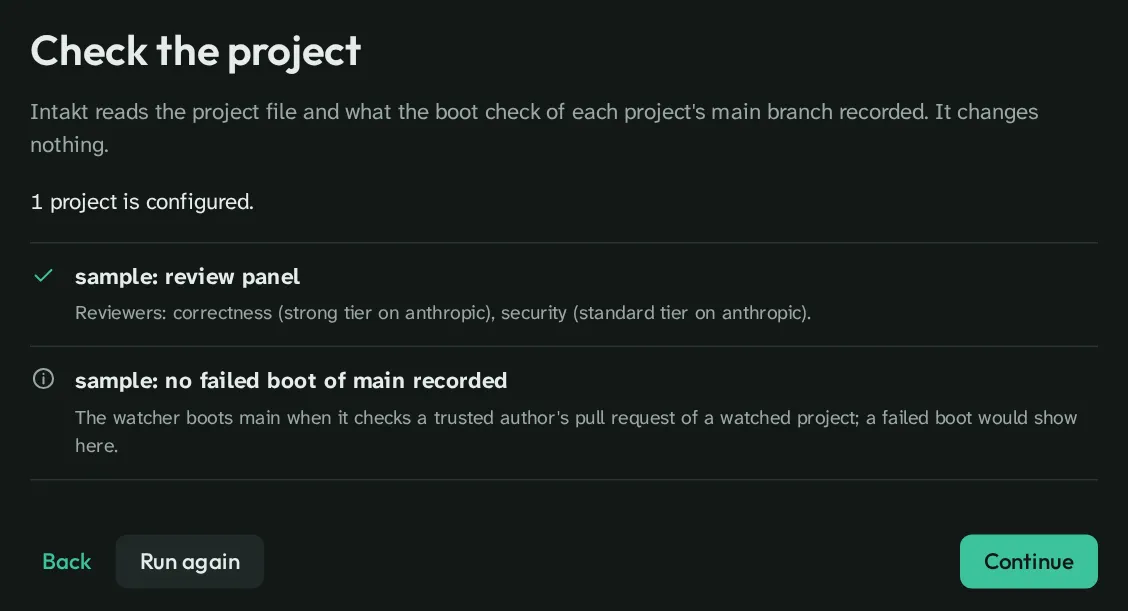 Check the project
Intakt reads the project file and what the boot check of each project's main branch recorded. It changes
nothing.
1 project is configured.
sample: review panel
Reviewers: correctness (strong tier on anthropic), security (standard tier on anthropic).
sample: no failed boot of main recorded
The watcher boots main when it checks a trusted author's pull request of a watched project; a failed boot would show
here.
Back
Run again
Continue